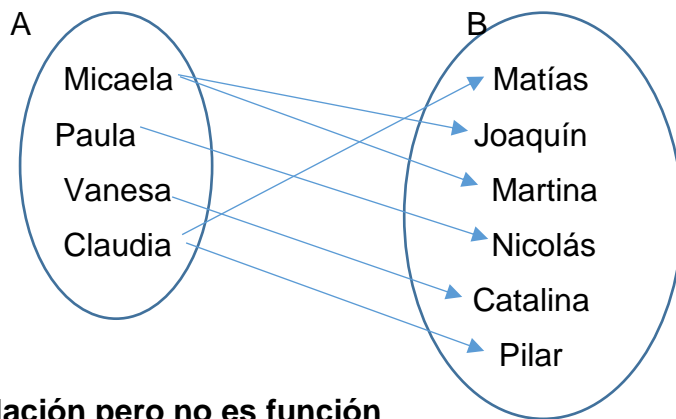 A
B
Micaela
Paula
Vanesa
Claudia
Matías
Joaquín
Martina
Nicolás
Catalina
Pilar
lación pero no es función